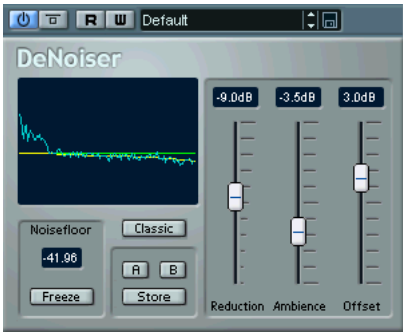 R W Default
DeNoiser
-9.0dB -3.5dB 3.0dB
Noisefloor
-41.96
Freeze
Classic
A B
Store
Reduction Ambience Offset